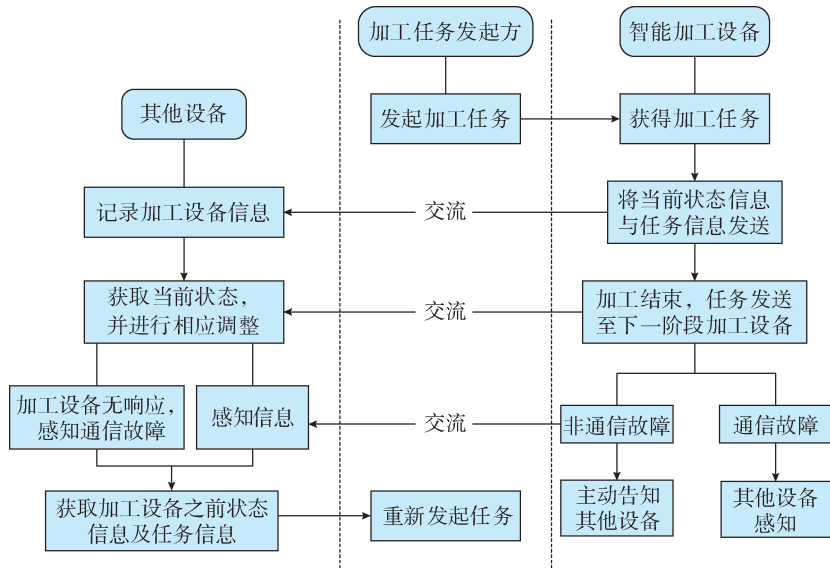 加工任务发起方
智能加工设备
其他设备
发起加工任务
获得加工任务
记录加工设备信息
交流
将当前状态信息
与任务信息发送
获取当前状态，
并进行相应调整
交流
加工结束，任务发送
至下一阶段加工设备
加工设备无响应，
感知通信故障
感知信息
交流
非通信故障
通信故障
获取加工设备之前状态
信息及任务信息
重新发起任务
主动告知
其他设备
其他设备
感知